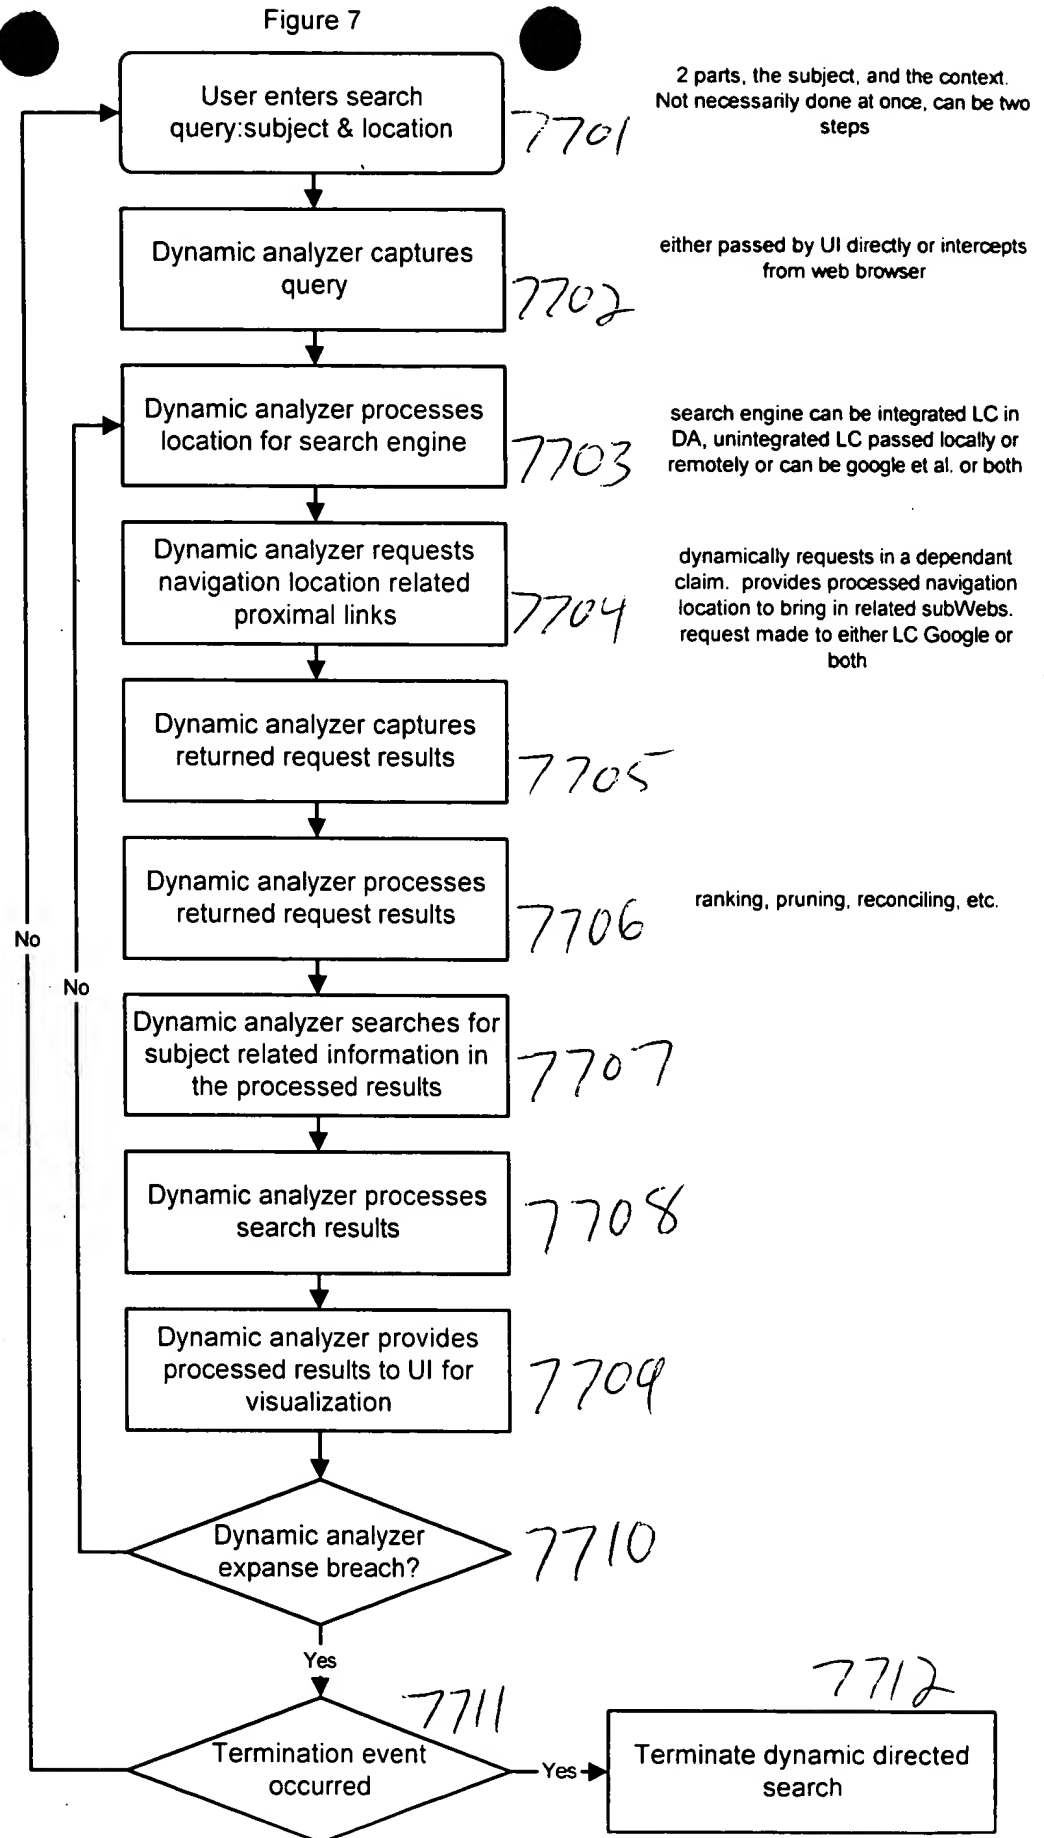 Figure 7
User enters search
query:subject & location
7701
2 parts, the subject, and the context.
Not necessarily done at once, can be two
steps
Dynamic analyzer captures
query
7702
either passed by UI directly or intercepts
from web browser
Dynamic analyzer processes
location for search engine
7703
search engine can be integrated LC in
DA, unintegrated LC passed locally or
remotely or can be google et al. or both
Dynamic analyzer requests
navigation location related
proximal links
7704
dynamically requests in a dependant
claim. provides processed navigation
location to bring in related subWebs.
request made to either LC Google or
both
Dynamic analyzer captures
returned request results
7705
Dynamic analyzer processes
returned request results
7706
ranking, pruning, reconciling, etc.
No
No
Dynamic analyzer searches for
subject related information in
the processed results
7707
Dynamic analyzer processes
search results
7708
Dynamic analyzer provides
processed results to UI for
visualization
7709
Dynamic analyzer
expanse breach?
7710
Yes
7711
7712
Termination event
occurred
Yes
Terminate dynamic directed
search